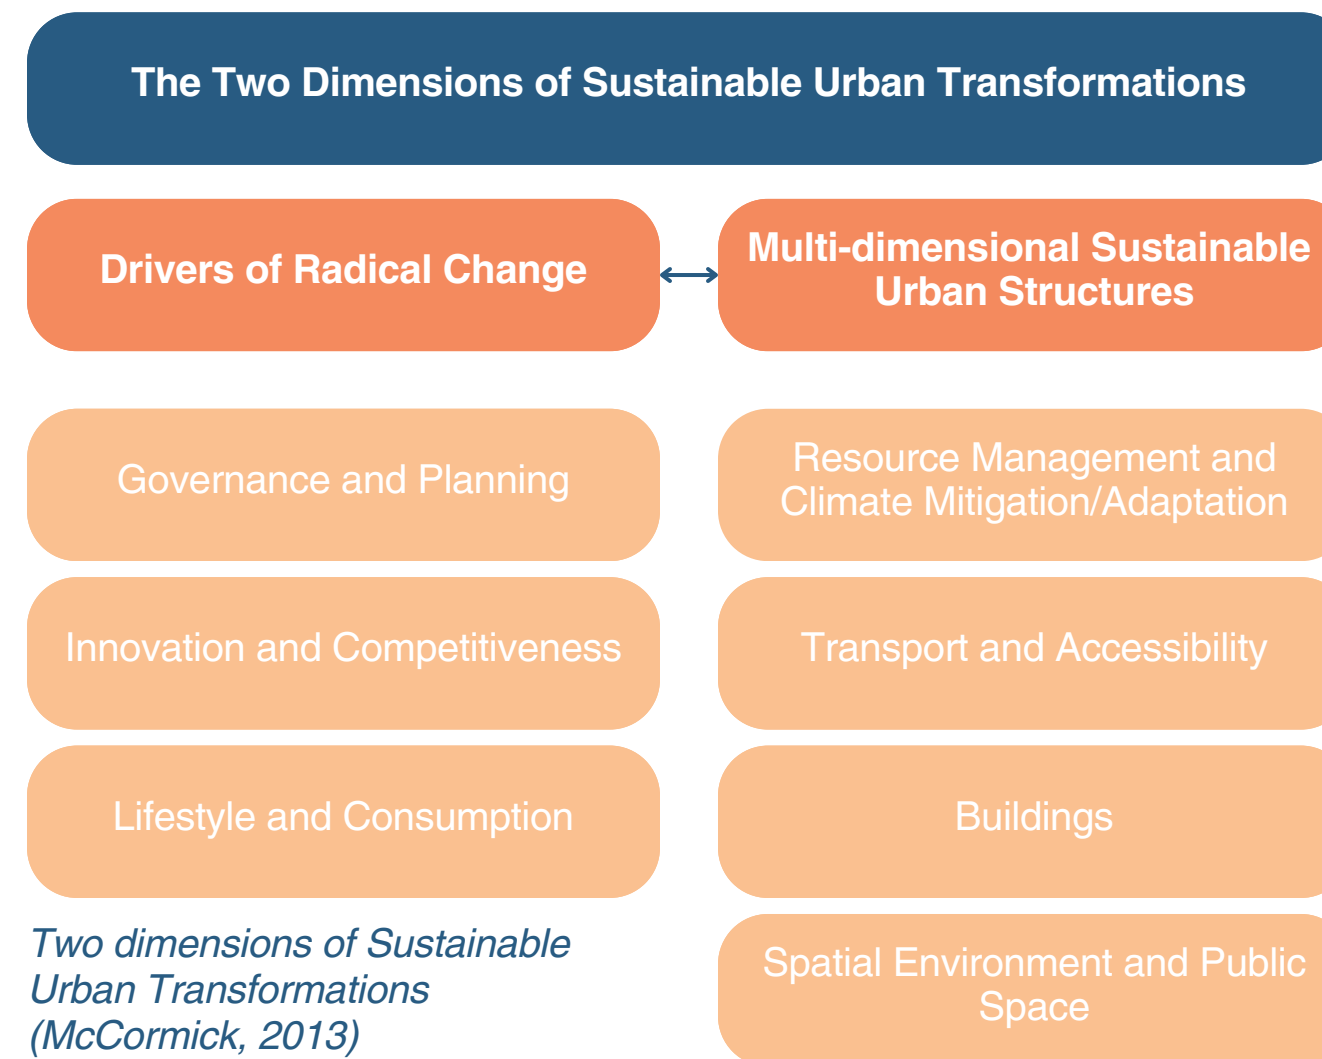 The Two Dimensions of Sustainable Urban Transformations
Drivers of Radical Change
Multi-dimensional Sustainable
Urban Structures
Governance and Planning
Resource Management and
Climate Mitigation/Adaptation
Innovation and Competitiveness
Transport and Accessibility
Lifestyle and Consumption
Buildings
Two dimensions of Sustainable
Urban Transformations
(McCormick, 2013)
Spatial Environment and Public
Space